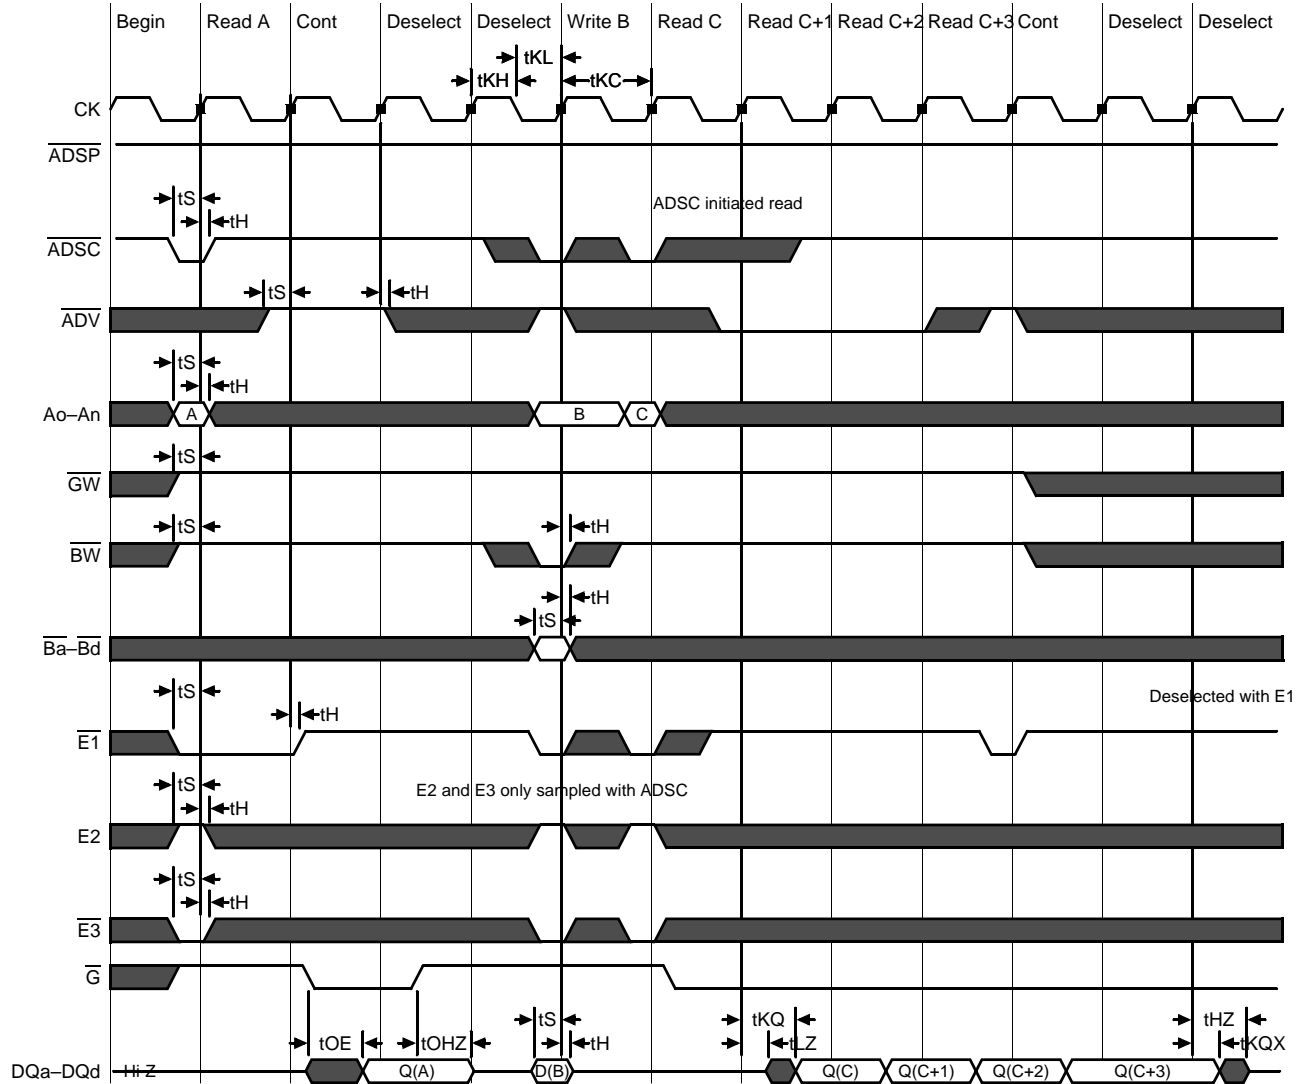 Begin Read A Cont Deselect Deselect Write B Read C Read C+1 Read C+2 Read C+3 Cont Deselect Deselect
tKL
tKH tKC
CK
ADSP
tS
ADSC initiated read
tH
ADSC
tS tH
ADV
tS
tH
Ao–An A B C
tS
GW
tS tH
BW
tH
tS
Ba–Bd
tS
Deselected with E1
tH
E1
tS
E2 and E3 only sampled with ADSC
tH
E2
tS
tH
E3
G
tS tKQ tHZ
tOE tOHZ tH tLZ tKQX
DQa–DQd Hi-Z Q(A) D(B) Q(C) Q(C+1) Q(C+2) Q(C+3)